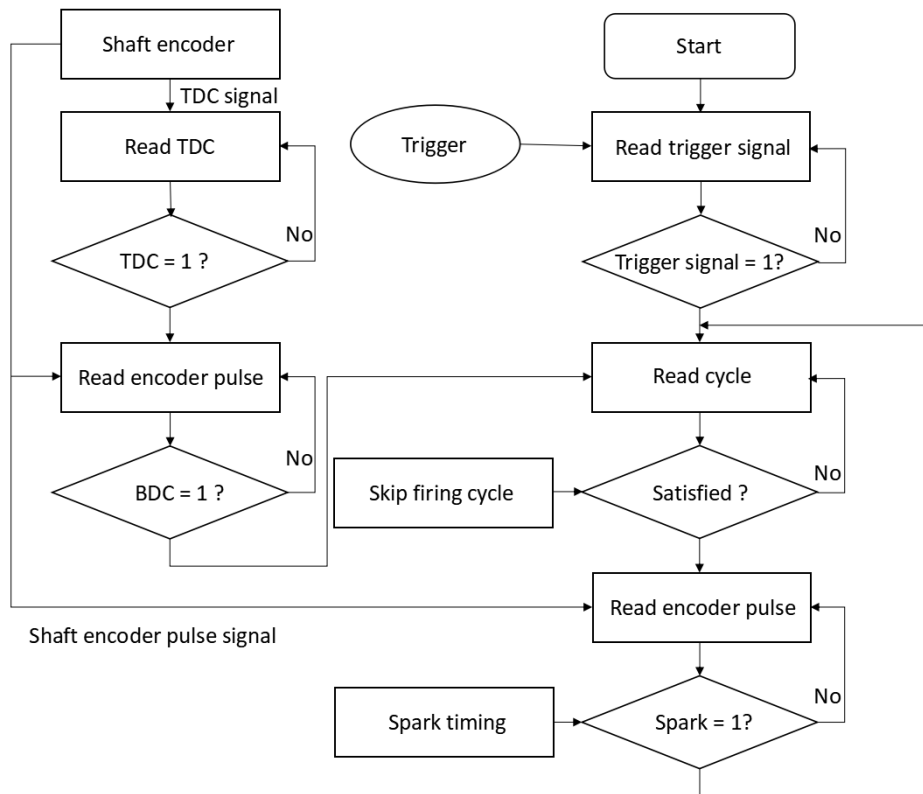 Shaft encoder
Start
TDC signal
Read TDC
Trigger
Read trigger signal
No
No
TDC = 1 ?
Trigger signal = 1?
Read encoder pulse
Read cycle
No
No
BDC = 1 ?
Skip firing cycle
Satisfied ?
Read encoder pulse
Shaft encoder pulse signal
No
Spark timing
Spark = 1?